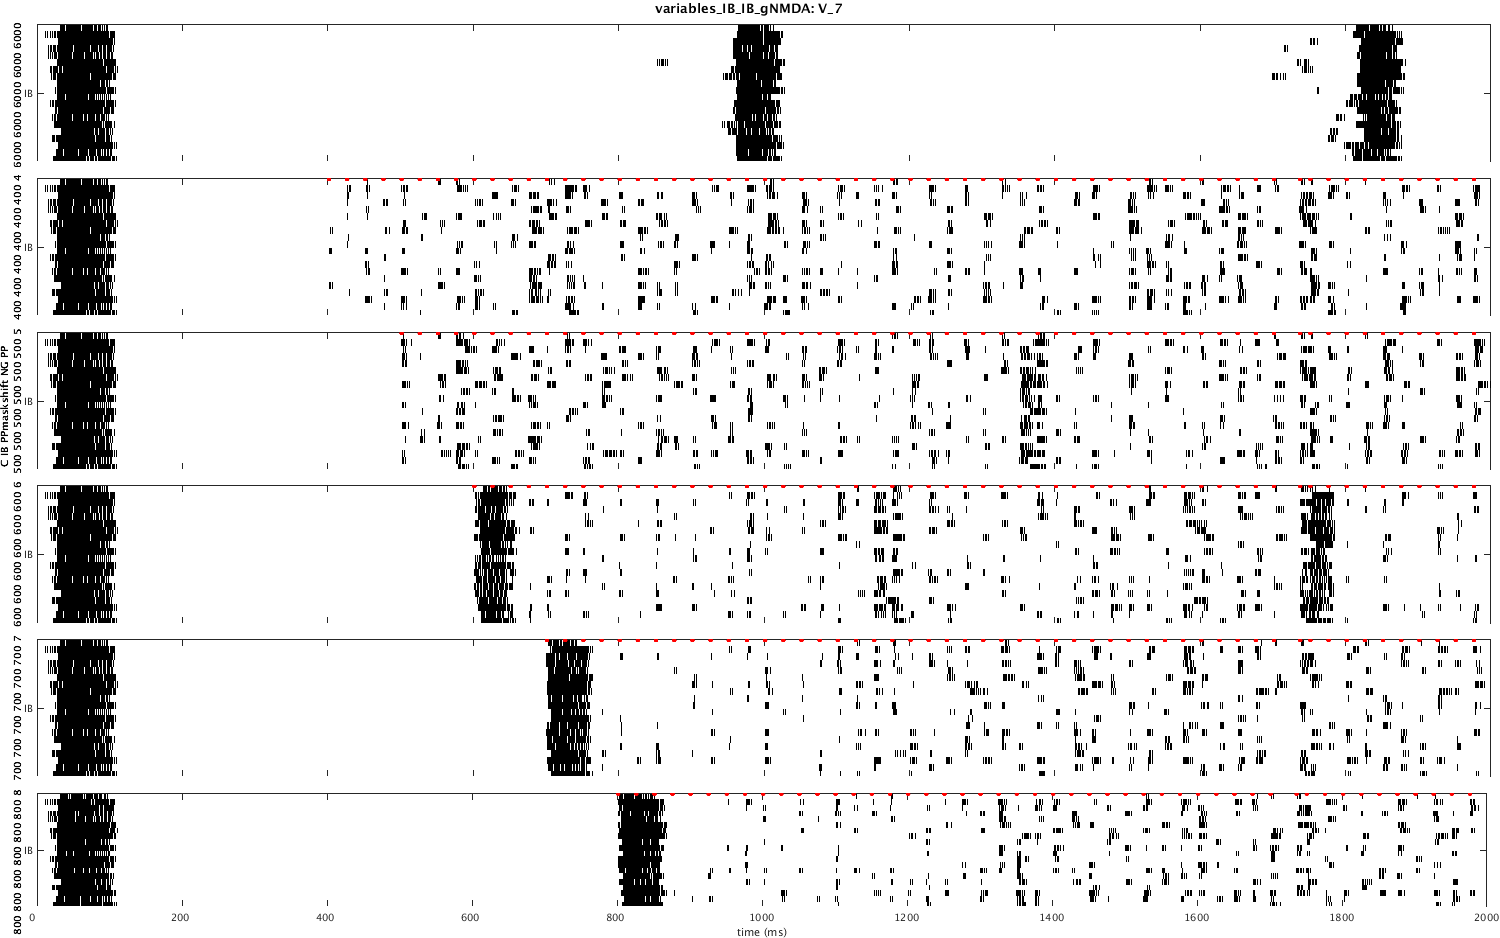 variables_IB_IB_gNMDA: V_7
C IB PPmaskshift NG PP
6000 6000 6000 6000 6000
IB
400 400 400 400 400 4
IB
500 500 500 500 500 5
IB
600 600 600 600 600 6
IB
700 700 700 700 700 7
IB
800 800 800 800 800 8
IB
0 200 400 600 800 1000 1200 1400 1600 1800 2000
time (ms)